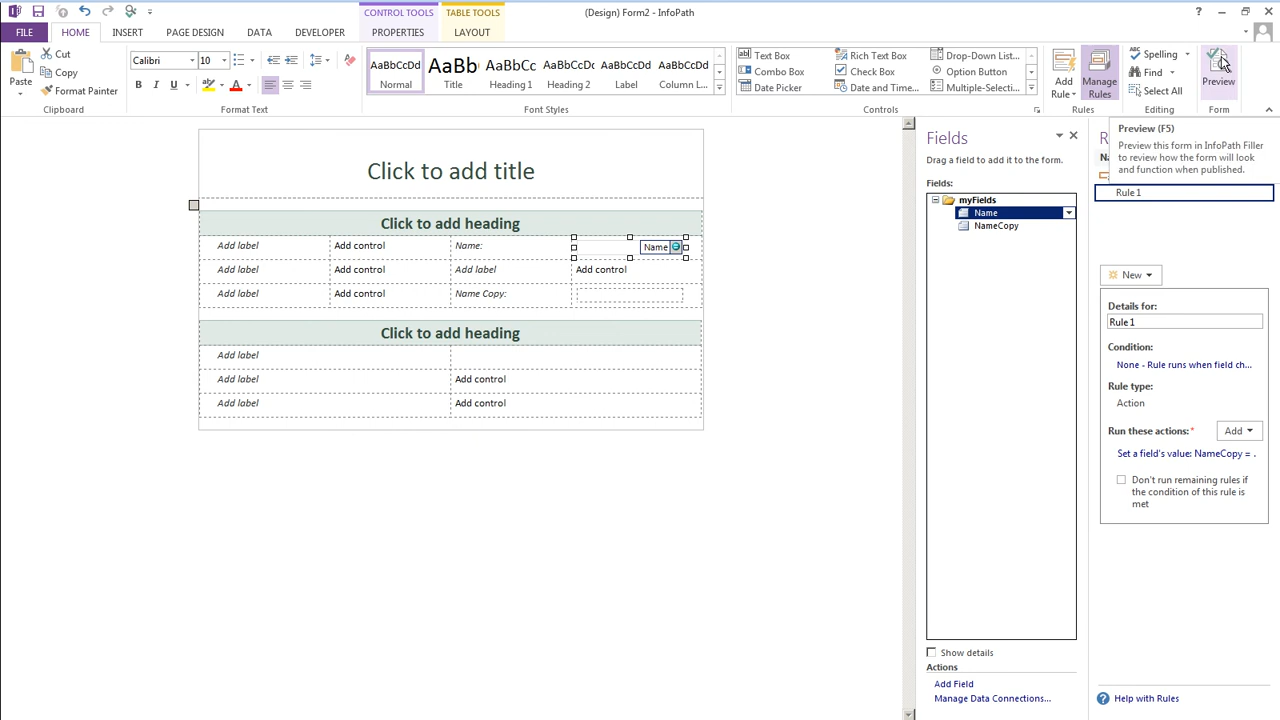 CONTROL TOOLS
TABLE TOOLS
(Design) Form2 - InfoPath
?
FILE
HOME
INSERT
PAGE DESIGN
DATA
DEVELOPER
PROPERTIES
LAYOUT
Paste
Cut
Copy
Format Painter
Clipboard
Calibri
10
B I U
A
Format Text
AaBbCcDd
Normal
AaBb
Title
AaBbCc
Heading 1
AaBbCcDc
Heading 2
AaBbCcDd
Label
AaBbCcDd
Column L...
Font Styles
Text Box
Rich Text Box
Drop-Down List...
Combo Box
Check Box
Option Button
Date Picker
Date and Time...
Multiple-Selecti...
Controls
Add
Rule
Manage
Rules
Rules
Spelling
Find
Select All
Editing
Preview
Form
Preview (F5)
Preview this form in InfoPath Filler
to review how the form will look
and function when published.
Click to add title
Click to add heading
Add label
Add control
Name:
Name
Add label
Add control
Add label
Add control
Add label
Add control
Name Copy:
Click to add heading
Add label
Add label
Add control
Add label
Add control
Fields
Drag a field to add it to the form.
Fields:
myFields
Name
NameCopy
Show details
Actions
Add Field
Manage Data Connections...
Rule 1
New
Details for:
Rule 1
Condition:
None - Rule runs when field ch...
Rule type:
Action
Run these actions:*
Add
Set a field's value: NameCopy = .
Don't run remaining rules if
the condition of this rule is
met
Help with Rules